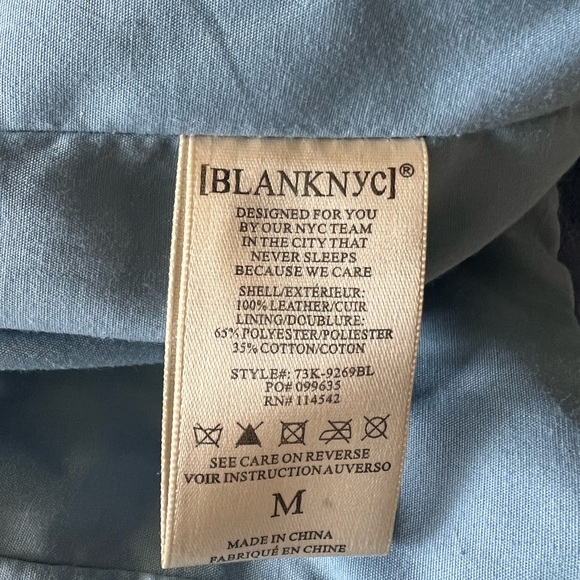 [BLANKNYC]®
DESIGNED FOR YOU
BY OUR NYC TEAM
IN THE CITY THAT
NEVER SLEEPS
BECAUSE WE CARE
SHELL/EXTÉRIEUR:
100% LEATHER/CUIR
LINING/DOUBLURE:
65% POLYESTER/POLIESTER
35% COTTON/COTON
STYLE#: 73K-9269BL
PO# 099635
RN# 114542
SEE CARE ON REVERSE
VOIR INSTRUCTION AUVERSO
M
MADE IN CHINA
FABRIQUÉ EN CHINE